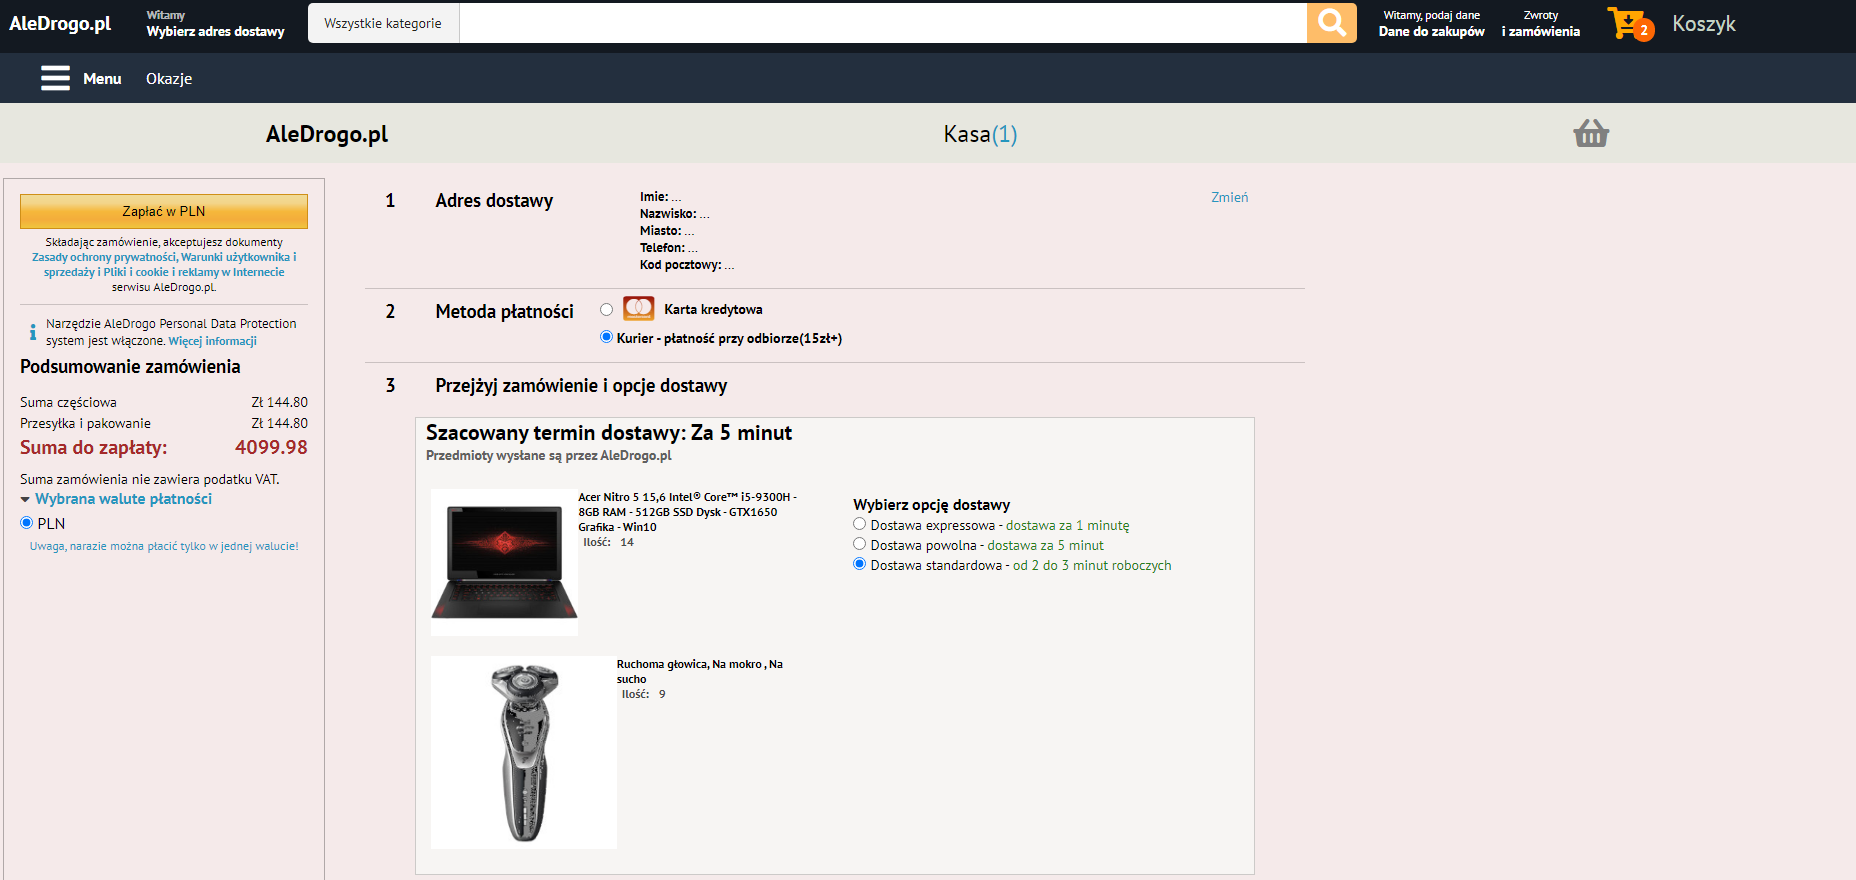 AleDrogo.pl
Witamy
Wybierz adres dostawy
Wszystkie kategorie
Witamy, podaj dane
Dane do zakupów
Zwroty
i zamówienia
2
Koszyk
Menu
Okazje
AleDrogo.pl
Kasa(1)
Zapłać w PLN
Składając zamówienie, akceptujesz dokumenty
Zasady ochrony prywatności, Warunki użytkownika i
sprzedaży i Pliki i cookie i reklamy w Internecie
serwisu AleDrogo.pl.
Narzędzie AleDrogo Personal Data Protection
system jest włączone. Więcej informacji
Podsumowanie zamówienia
Suma częściowa Zł 144.80
Przesyłka i pakowanie Zł 144.80
Suma do zapłaty: 4099.98
Suma zamówienia nie zawiera podatku VAT.
Wybrana walute płatności
PLN
Uwaga, narazie można płacić tylko w jednej walucie!
1 Adres dostawy
Imie: ...
Nazwisko: ...
Miasto: ...
Telefon: ...
Kod pocztowy: ...
Zmień
2 Metoda płatności
Karta kredytowa
Kurier - płatność przy odbiorze(15zł+)
3 Przejżyj zamówienie i opcje dostawy
Szacowany termin dostawy: Za 5 minut
Przedmioty wysłane są przez AleDrogo.pl
Acer Nitro 5 15,6 Intel® Core™ i5-9300H -
8GB RAM - 512GB SSD Dysk - GTX1650
Grafika - Win10
Ilość: 14
Wybierz opcję dostawy
Dostawa expressowa - dostawa za 1 minutę
Dostawa powolna - dostawa za 5 minut
Dostawa standardowa - od 2 do 3 minut roboczych
Ruchoma głowica, Na mokro , Na
sucho
Ilość: 9